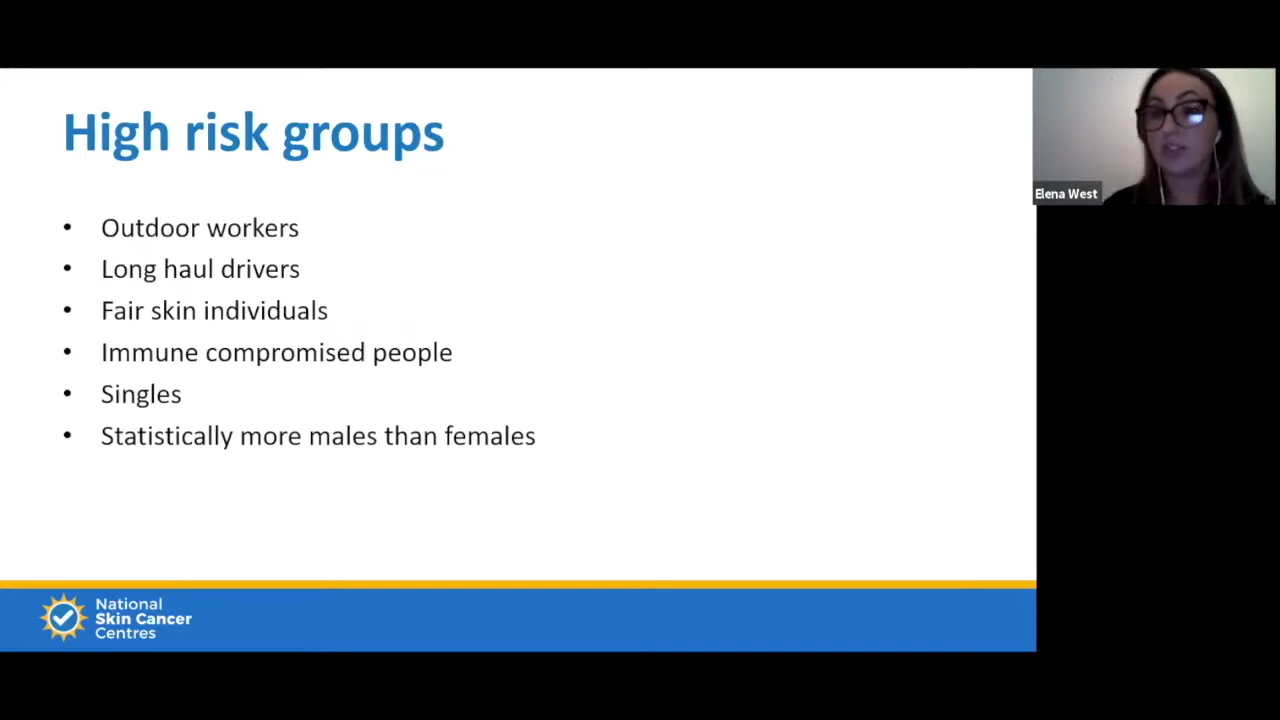 High risk groups
• Outdoor workers
• Long haul drivers
• Fair skin individuals
• Immune compromised people
• Singles
• Statistically more males than females
Elena West
National
Skin Cancer
Centres